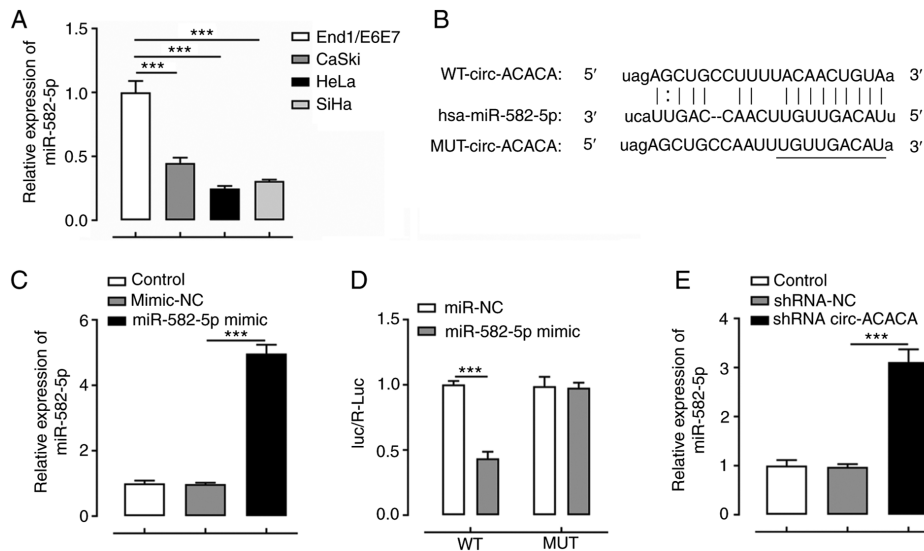 A
Relative expression of
miR-582-5p
1.5
1.0
0.5
0.0
***
***
***
End1/E6E7
CaSki
HeLa
SiHa
B
WT-circ-ACACA: 5′ uagAGCUGCCUUUUACAACUGUAa 3′
hsa-miR-582-5p: 3′ ucaUUGAC--CAACUUGUUGACAUu 5′
MUT-circ-ACACA: 5′ uagAGCUGCCAAUUUGUUGACAUa 3′
C
Control
Mimic-NC
miR-582-5p mimic
Relative expression of
miR-582-5p
6
4
2
0
***
D
miR-NC
miR-582-5p mimic
luc/R-Luc
1.5
1.0
0.5
0.0
***
WT MUT
E
Control
shRNA-NC
shRNA circ-ACACA
Relative expression of
miR-582-5p
4
3
2
1
0
***